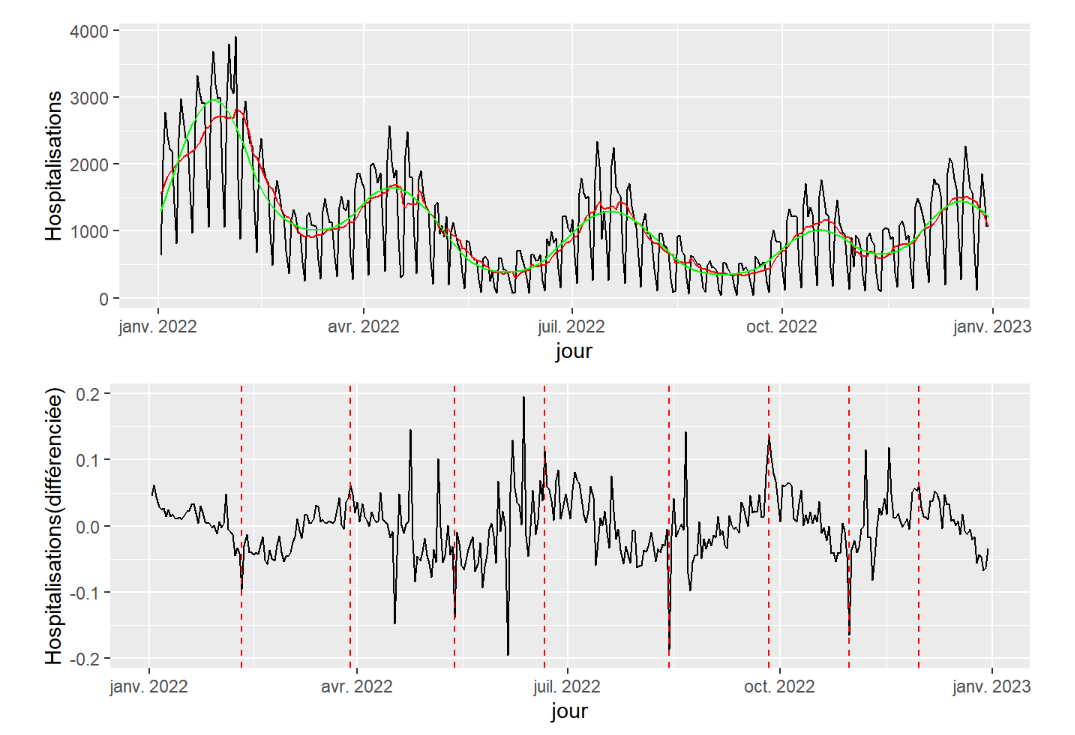 Hospitalisations
4000
3000
2000
1000
0
janv. 2022 avr. 2022 juil. 2022 oct. 2022 janv. 2023
jour
Hospitalisations(différenciée)
0.2
0.1
0.0
-0.1
-0.2
janv. 2022 avr. 2022 juil. 2022 oct. 2022 janv. 2023
jour